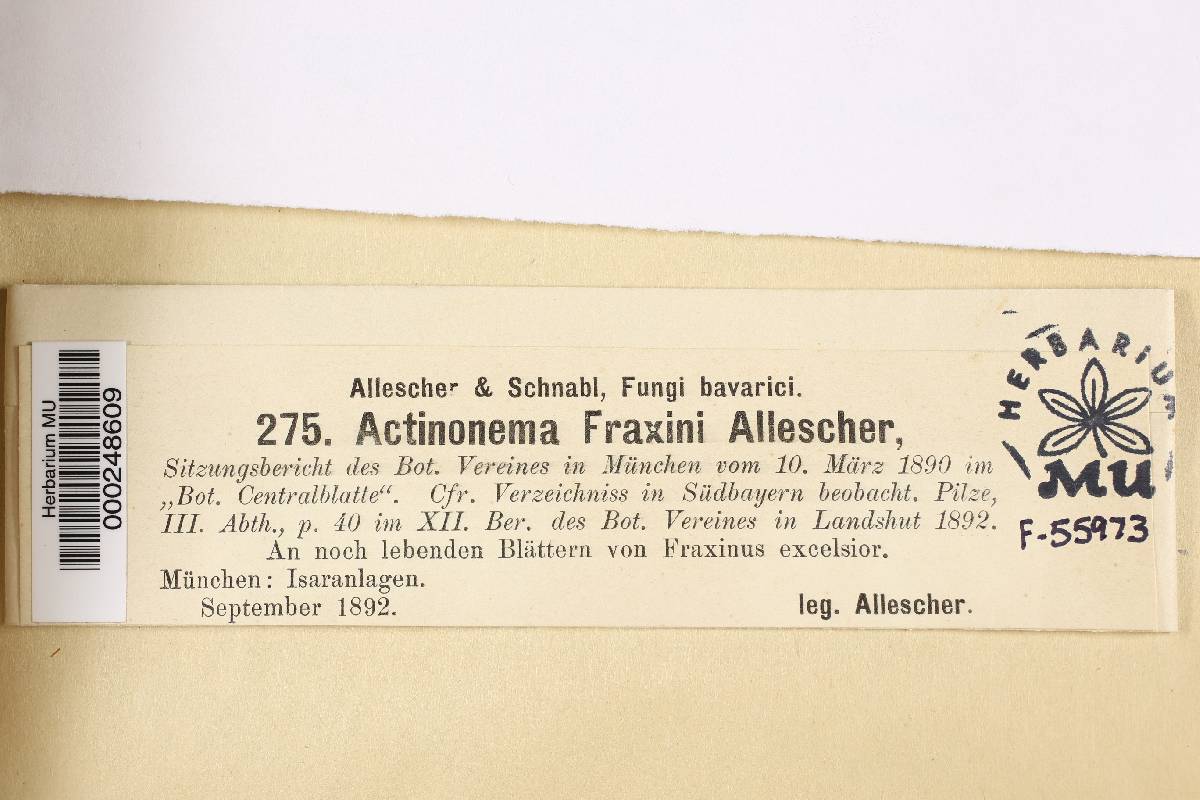 Allescher & Schnabl, Fungi bavarici.
275. Actinonema Fraxini Allescher,
Sitzungsbericht des Bot. Vereines in München vom 10. März 1890 im
„Bot. Centralblatte“. Cfr. Verzeichniss in Südbayern beobacht. Pilze,
III. Abth., p. 40 im XII. Ber. des Bot. Vereines in Landshut 1892.
An noch lebenden Blättern von Fraxinus excelsior.
München: Isaranlagen.
September 1892.
leg. Allescher.
Herbarium MU
000248609
HERBARIUM
MU
F-55973